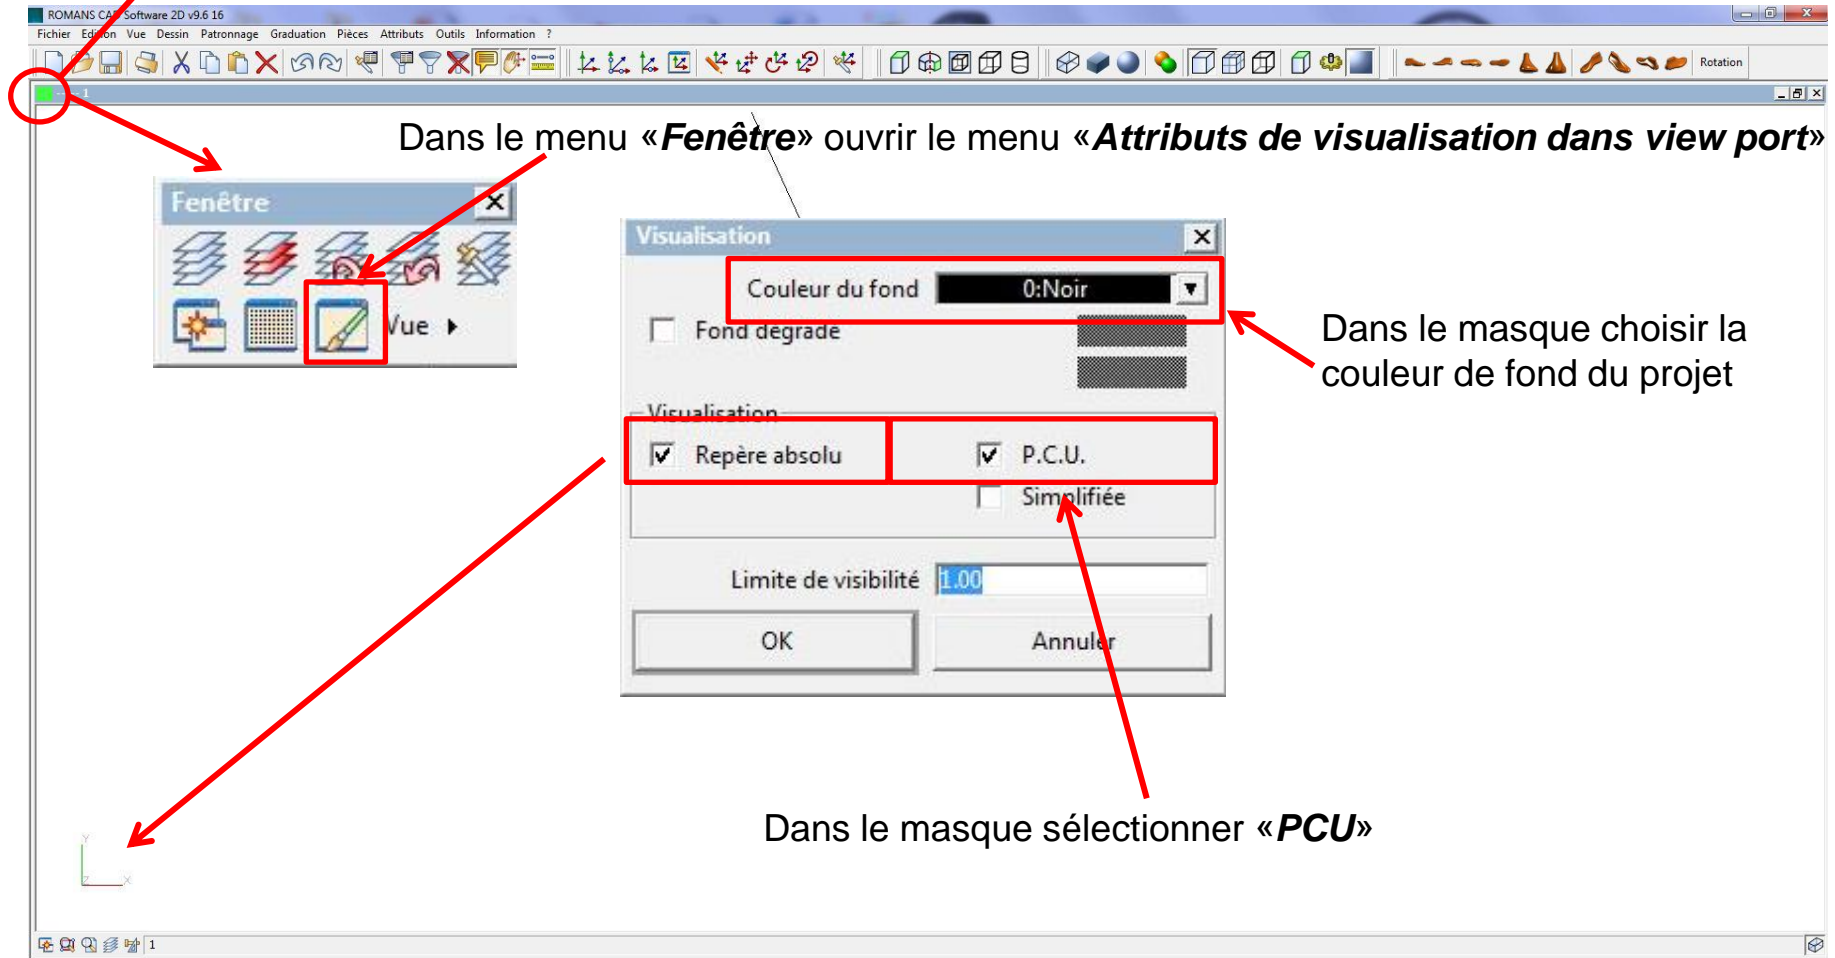 ROMANS CAD Software 2D v9.6 16
Fichier Edition Vue Dessin Patronnage Graduation Pièces Attributs Outils Information ?
Rotation
1
Dans le menu «Fenêtre» ouvrir le menu «Attributs de visualisation dans view port»
Fenêtre
Vue
Visualisation
Couleur du fond 0:Noir
Fond dégradé
Dans le masque choisir la
couleur de fond du projet
Visualisation
Repère absolu P.C.U.
Simplifiée
Limite de visibilité 1.00
OK Annuler
Dans le masque sélectionner «PCU»
Y
Z X
1